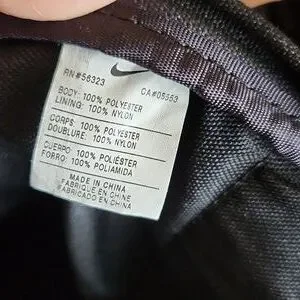 RN#56323 CA#05553
BODY: 100% POLYESTER
LINING: 100% NYLON
CORPS: 100% POLYESTER
DOUBLURE: 100% NYLON
CUERPO: 100% POLIÉSTER
FORRO: 100% POLIAMIDA
MADE IN CHINA
FABRIQUE EN CHINE
FABRICADO EN CHINA